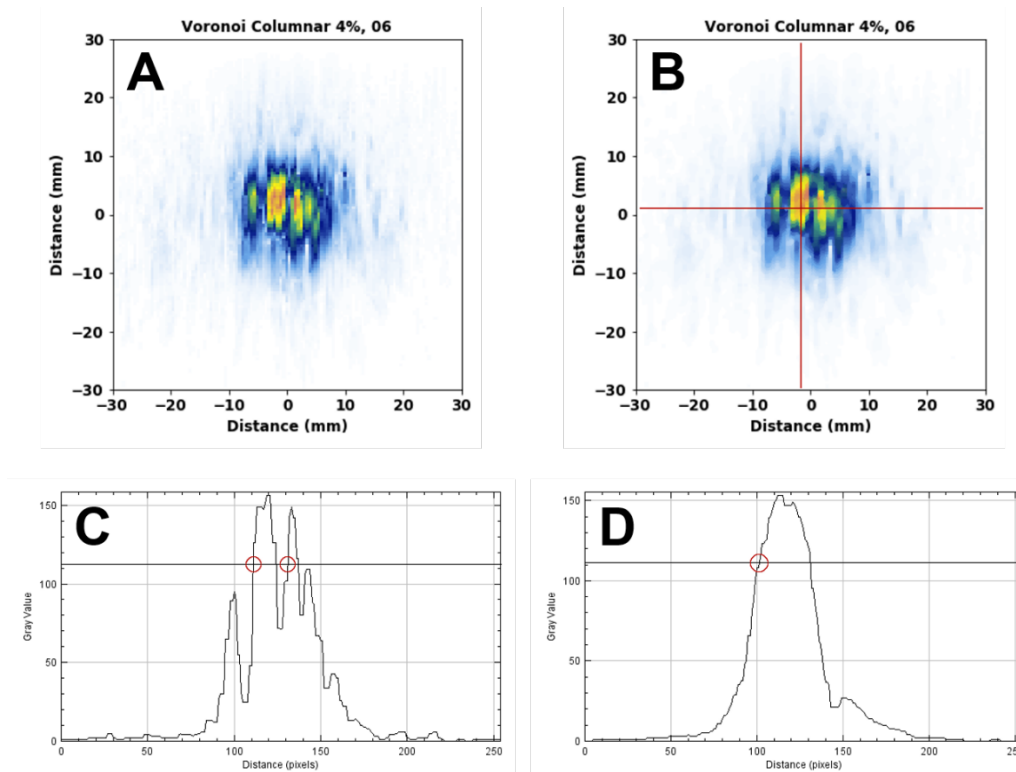 Voronoi Columnar 4%, 06
A
30
20
10
0
−10
−20
−30
Distance (mm)
−30 −20 −10 0 10 20 30
Distance (mm)
Voronoi Columnar 4%, 06
B
30
20
10
0
−10
−20
−30
Distance (mm)
−30 −20 −10 0 10 20 30
Distance (mm)
C
150
100
50
0
Gray Value
0 50 100 150 200 250
Distance (pixels)
D
150
100
50
0
Gray Value
0 50 100 150 200 250
Distance (pixels)